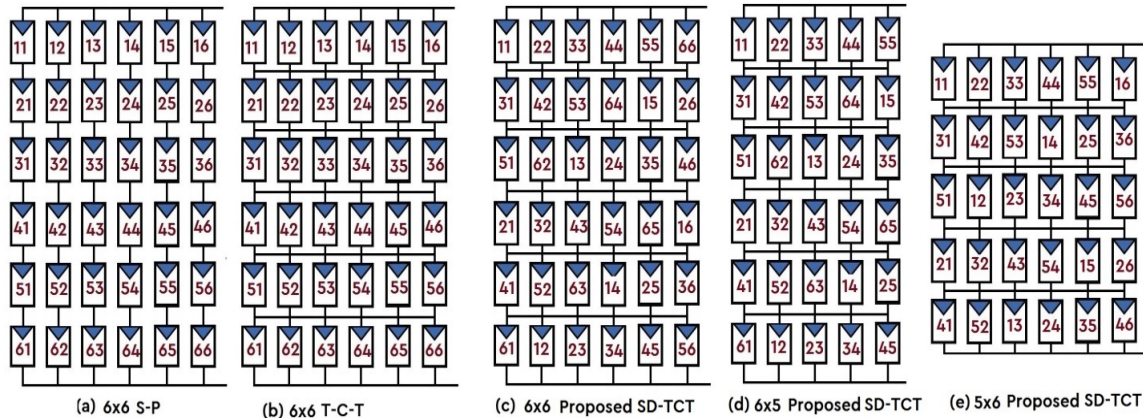 11 12 13 14 15 16
21 22 23 24 25 26
31 32 33 34 35 36
41 42 43 44 45 46
51 52 53 54 55 56
61 62 63 64 65 66
(a) 6x6 S-P
11 12 13 14 15 16
21 22 23 24 25 26
31 32 33 34 35 36
41 42 43 44 45 46
51 52 53 54 55 56
61 62 63 64 65 66
(b) 6x6 T-C-T
11 22 33 44 55 66
31 42 53 64 15 26
51 62 13 24 35 46
21 32 43 54 65 16
41 52 63 14 25 36
61 12 23 34 45 56
(c) 6x6 Proposed SD-TCT
11 22 33 44 55
31 42 53 64 15
51 62 13 24 35
21 32 43 54 65
41 52 63 14 25
61 12 23 34 45
(d) 6x5 Proposed SD-TCT
11 22 33 44 55 16
31 42 53 14 25 36
51 12 23 34 45 56
21 32 43 54 15 26
41 52 13 24 35 46
(e) 5x6 Proposed SD-TCT